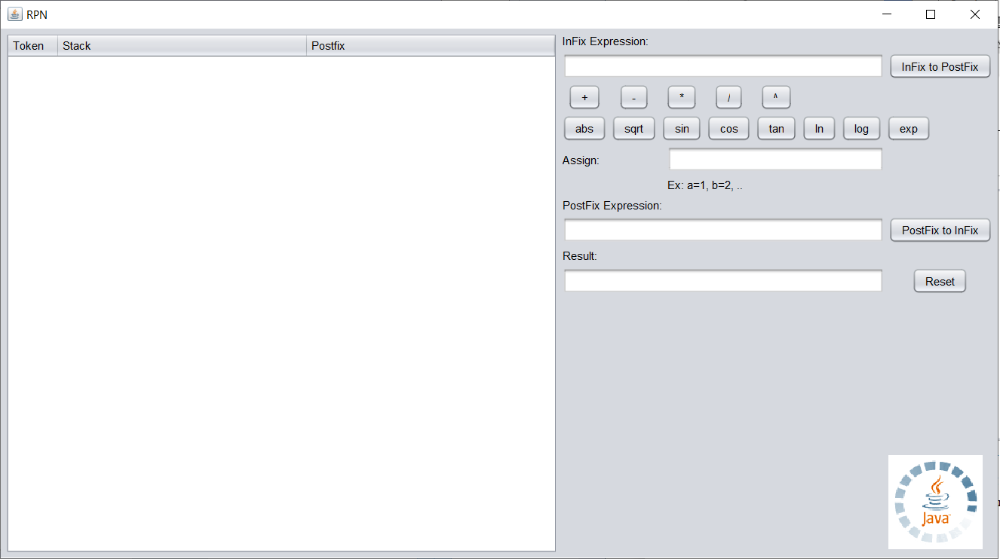 RPN
Token Stack Postfix
InFix Expression:
InFix to PostFix
+ - * / ^
abs sqrt sin cos tan ln log exp
Assign:
Ex: a=1, b=2, ..
PostFix Expression:
PostFix to InFix
Result:
Reset
Java